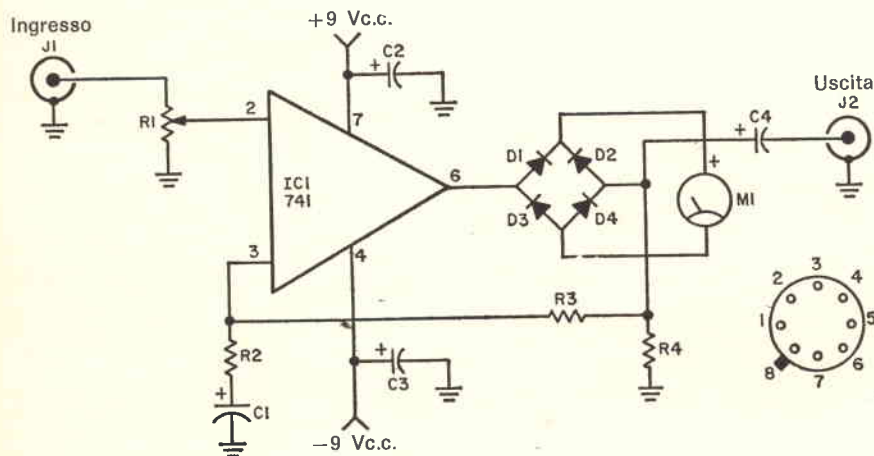 Ingresso
J1
R1
2
3
IC1
741
7
4
6
+9 Vc.c.
+
C2
D1
D2
D3
D4
+
C4
Uscita
J2
+
M1
R3
R4
R2
+
C1
+
C3
−9 Vc.c.
1
2
3
4
5
6
7
8